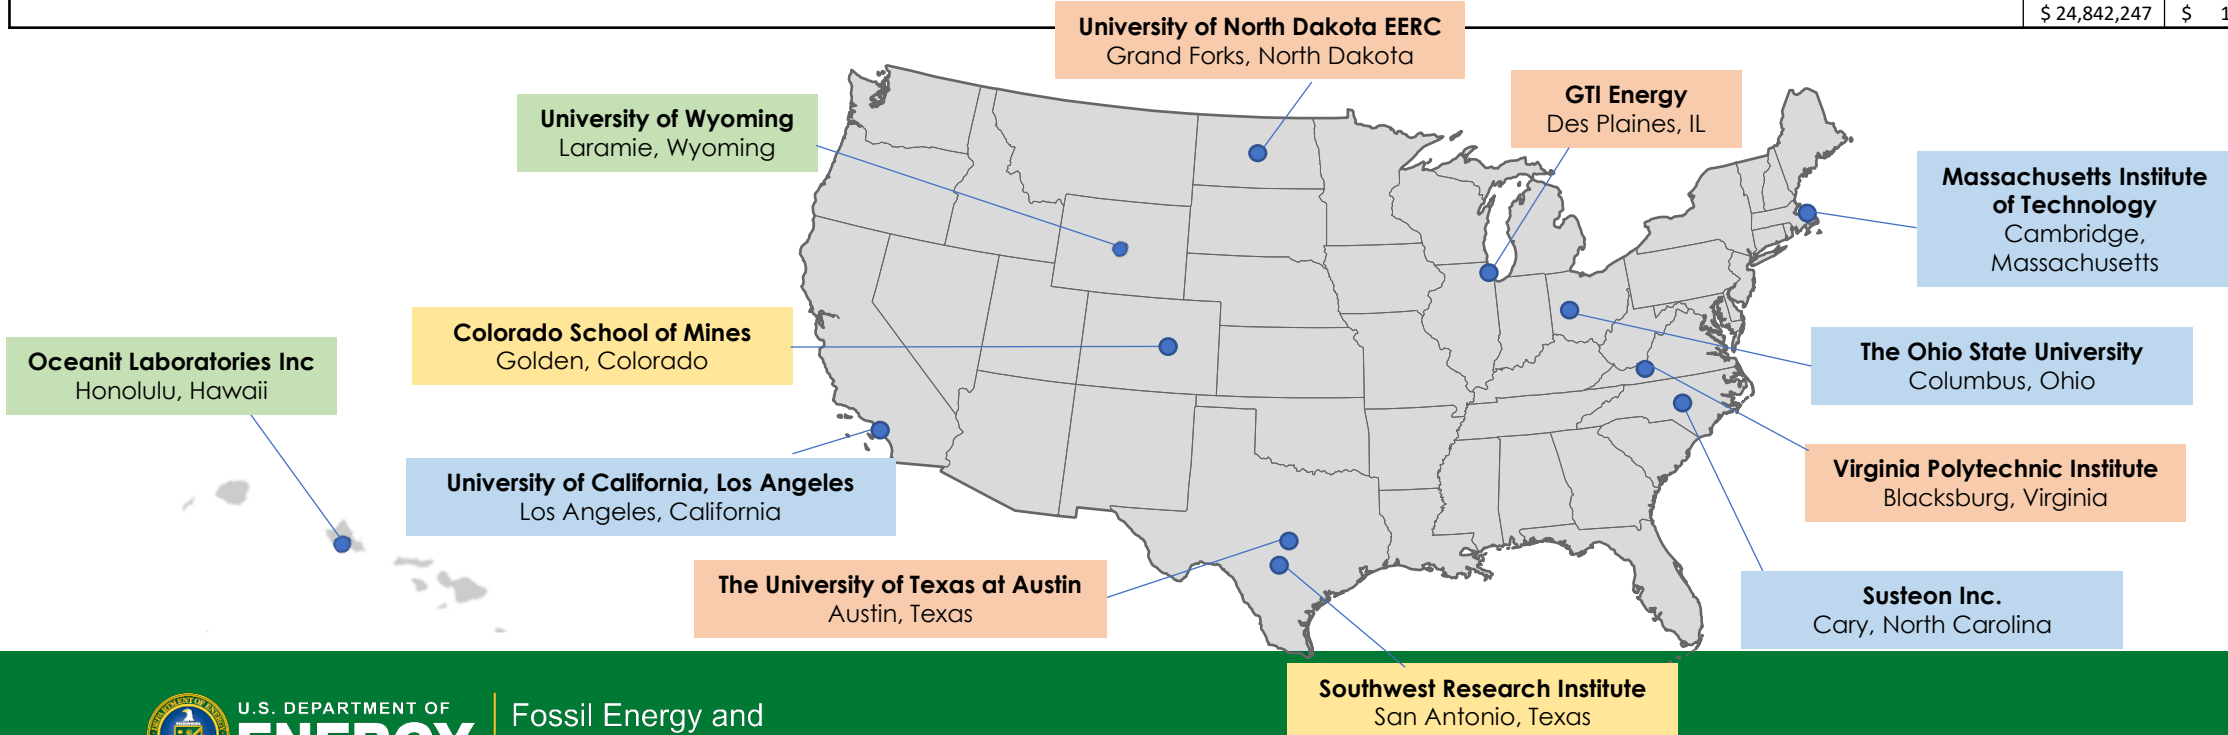 $ 24,842,247 $ 1
University of North Dakota EERC
Grand Forks, North Dakota
GTI Energy
Des Plaines, IL
University of Wyoming
Laramie, Wyoming
Massachusetts Institute
of Technology
Cambridge,
Massachusetts
Colorado School of Mines
Golden, Colorado
The Ohio State University
Columbus, Ohio
Oceanit Laboratories Inc
Honolulu, Hawaii
University of California, Los Angeles
Los Angeles, California
Virginia Polytechnic Institute
Blacksburg, Virginia
The University of Texas at Austin
Austin, Texas
Susteon Inc.
Cary, North Carolina
Southwest Research Institute
San Antonio, Texas
U.S. DEPARTMENT OF
ENERGY
Fossil Energy and